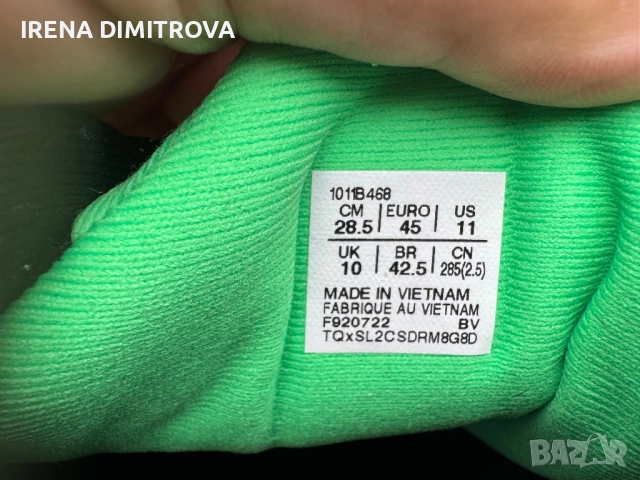 IRENA DIMITROVA
1011B468
CM EURO US
28.5 45 11
UK BR CN
10 42.5 285(2.5)
MADE IN VIETNAM
FABRIQUE AU VIETNAM
F920722 BV
TQxSL2CSDRM8G8D
BAZAR